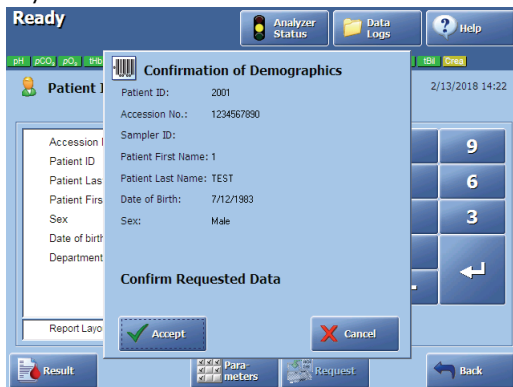 Ready
Analyzer Status
Data Logs
Help
pH pCO₂ pO₂ tHb
tBil Crea
Patient I
2/13/2018 14:22
Confirmation of Demographics
Patient ID: 2001
Accession No.: 1234567890
Sampler ID:
Patient First Name: 1
Patient Last Name: TEST
Date of Birth: 7/12/1983
Sex: Male
Confirm Requested Data
Accept
Cancel
Accession
Patient ID
Patient Las
Patient Firs
Sex
Date of birth
Department
Report Layo
9
6
3
Result
Para-
meters
Request
Back